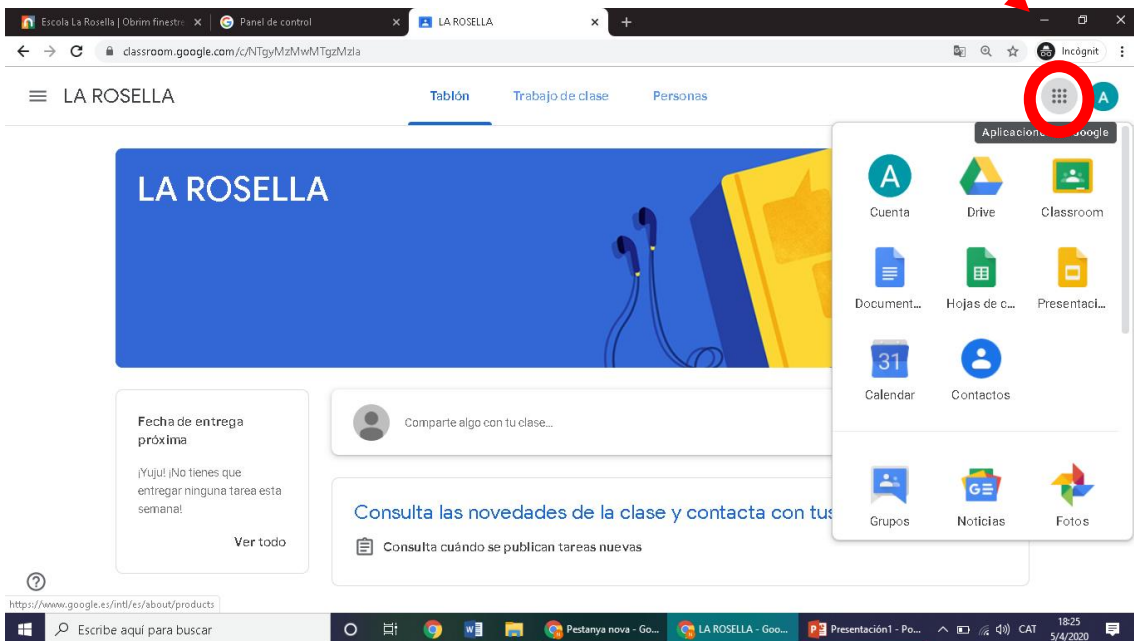 Escola La Rosella | Obrim finestre
Panel de control
LA ROSELLA
classroom.google.com/c/NTgyMzMwMTgzMzIa
Incògnit
LA ROSELLA
Tablón
Trabajo de clase
Personas
A
LA ROSELLA
Fecha de entrega
próxima
¡Yuju! ¡No tienes que
entregar ninguna tarea esta
semana!
Ver todo
Comparte algo con tu clase...
Consulta las novedades de la clase y contacta con tus
Consulta cuándo se publican tareas nuevas
Google
A
Cuenta
Drive
Classroom
Document...
Hojas de c...
Presentaci...
31
Calendar
Contactos
GE
Grupos
Noticias
Fotos
https://www.google.es/intl/es/about/products
Escribe aquí para buscar
Pestanya nova - Go...
LA ROSELLA - Goo...
Presentación1 - Po...
CAT
18:25
5/4/2020